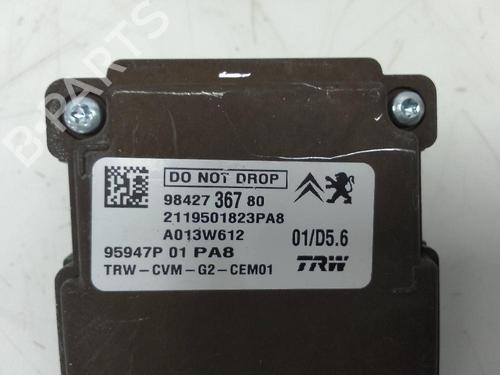 B-PARTS
DO NOT DROP
98427 367 80
2119501823PA8
A013W612
01/D5.6
95947P 01 PA8
TRW-CVM-G2-CEM01
TRW